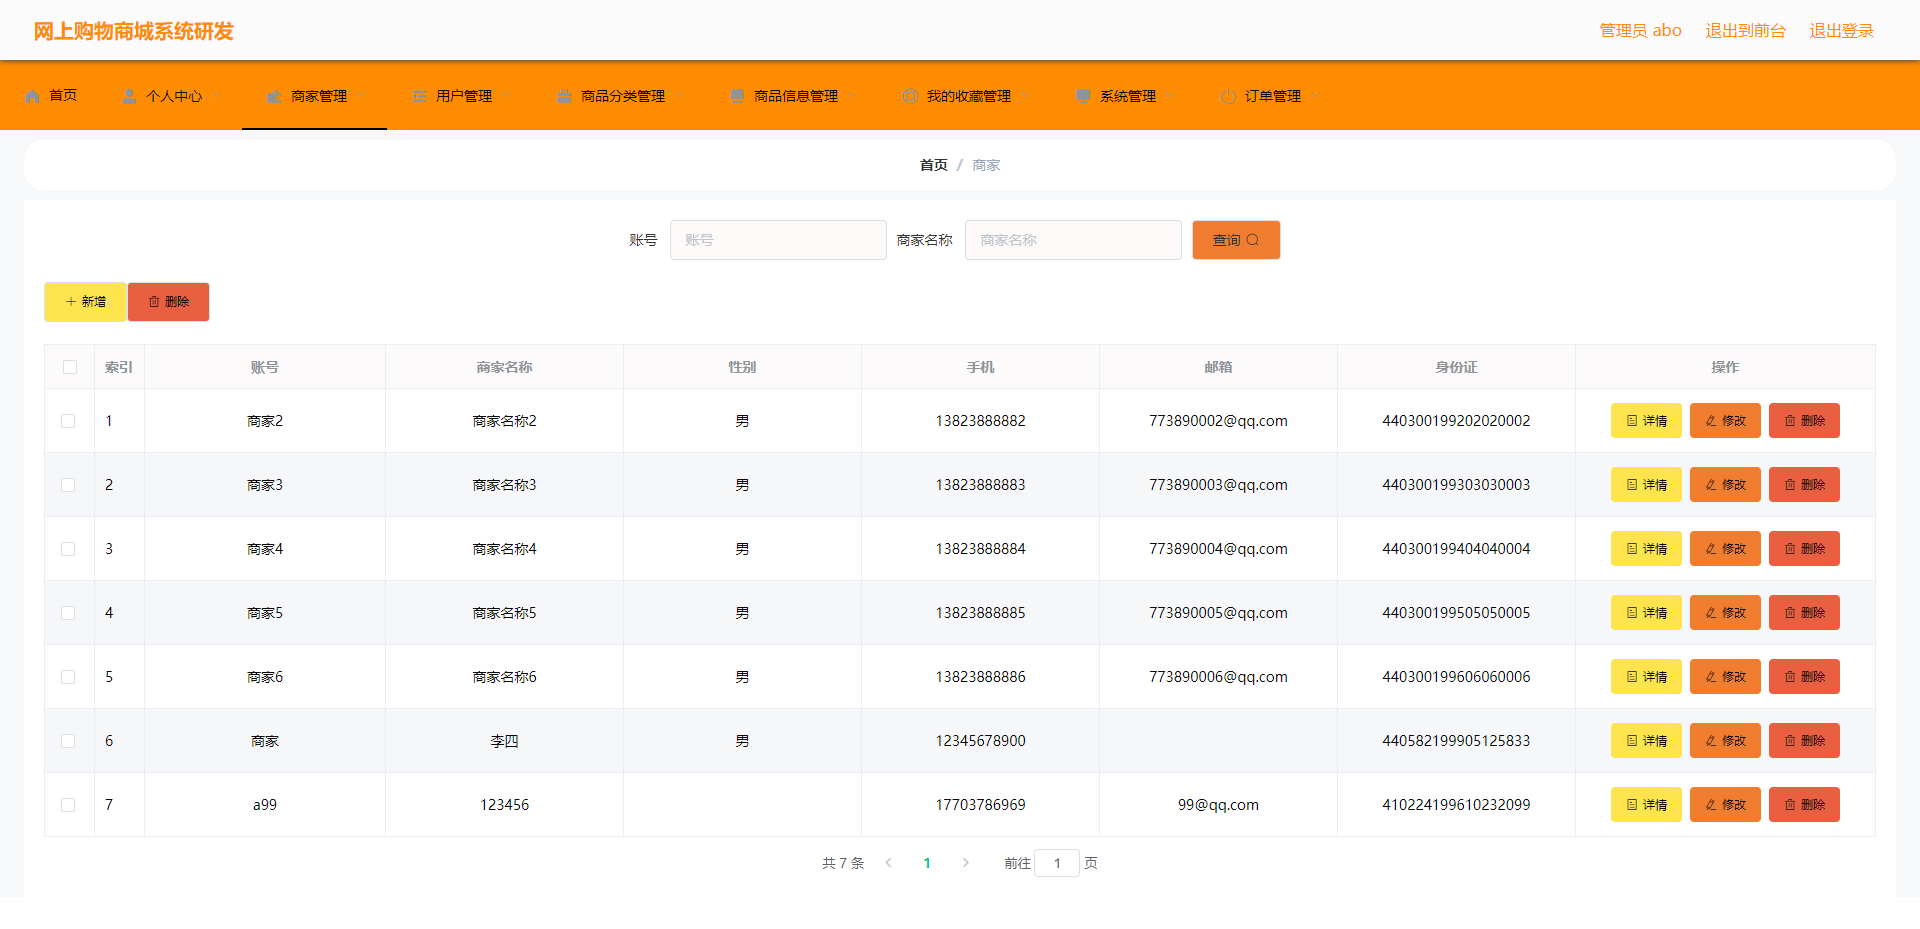 网上购物商城系统研发 管理员 abo 退出到前台 退出登录
首页 个人中心 商家管理 用户管理 商品分类管理 商品信息管理 我的收藏管理 系统管理 订单管理
首页 / 商家
账号 账号 商家名称 商家名称 查询
新增 删除
索引 账号 商家名称 性别 手机 邮箱 身份证 操作
1 商家2 商家名称2 男 13823888882 773890002@qq.com 440300199202020002 详情 修改 删除
2 商家3 商家名称3 男 13823888883 773890003@qq.com 440300199303030003 详情 修改 删除
3 商家4 商家名称4 男 13823888884 773890004@qq.com 440300199404040004 详情 修改 删除
4 商家5 商家名称5 男 13823888885 773890005@qq.com 440300199505050005 详情 修改 删除
5 商家6 商家名称6 男 13823888886 773890006@qq.com 440300199606060006 详情 修改 删除
6 商家 李四 男 12345678900 440582199905125833 详情 修改 删除
7 a99 123456 17703786969 99@qq.com 410224199610232099 详情 修改 删除
共 7 条 1 前往 1 页